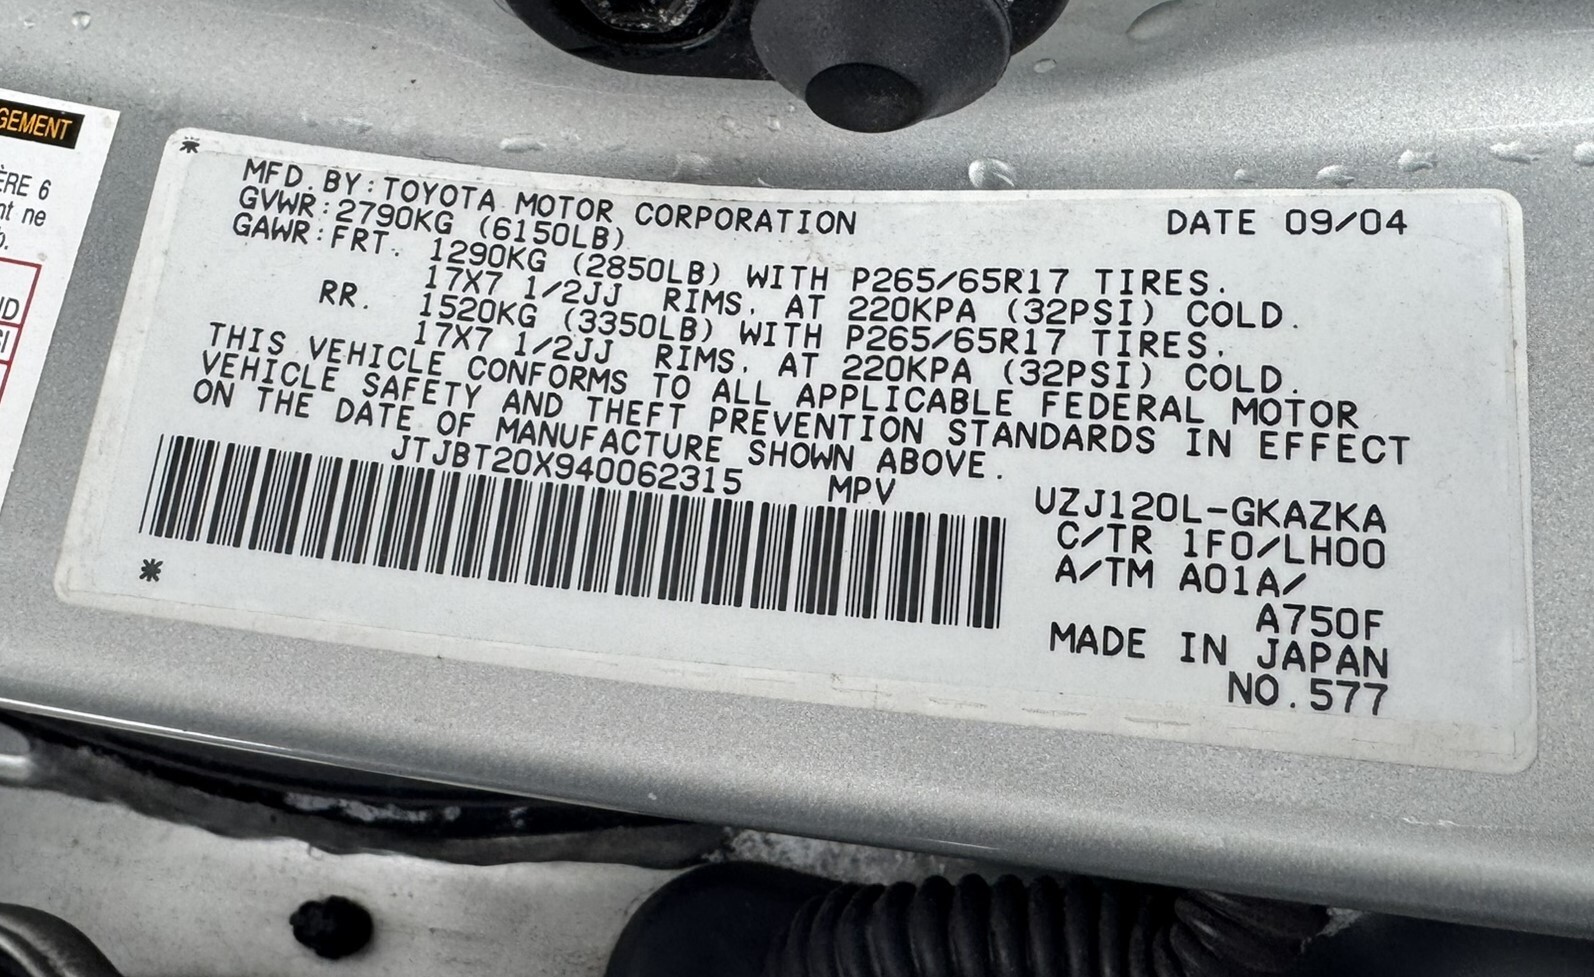 GEMENT
ÈRE 6
nt ne
MFD.BY:TOYOTA MOTOR CORPORATION DATE 09/04
GVWR:2790KG (6150LB)
GAWR:FRT. 1290KG (2850LB) WITH P265/65R17 TIRES.
17X7 1/2JJ RIMS, AT 220KPA (32PSI) COLD.
RR. 1520KG (3350LB) WITH P265/65R17 TIRES.
17X7 1/2JJ RIMS, AT 220KPA (32PSI) COLD.
THIS VEHICLE CONFORMS TO ALL APPLICABLE FEDERAL MOTOR
VEHICLE SAFETY AND THEFT PREVENTION STANDARDS IN EFFECT
ON THE DATE OF MANUFACTURE SHOWN ABOVE.
JTJBT20X940062315 MPV
UZJ120L-GKAZKA
C/TR 1F0/LH00
A/TM A01A/
A750F
MADE IN JAPAN
NO.577